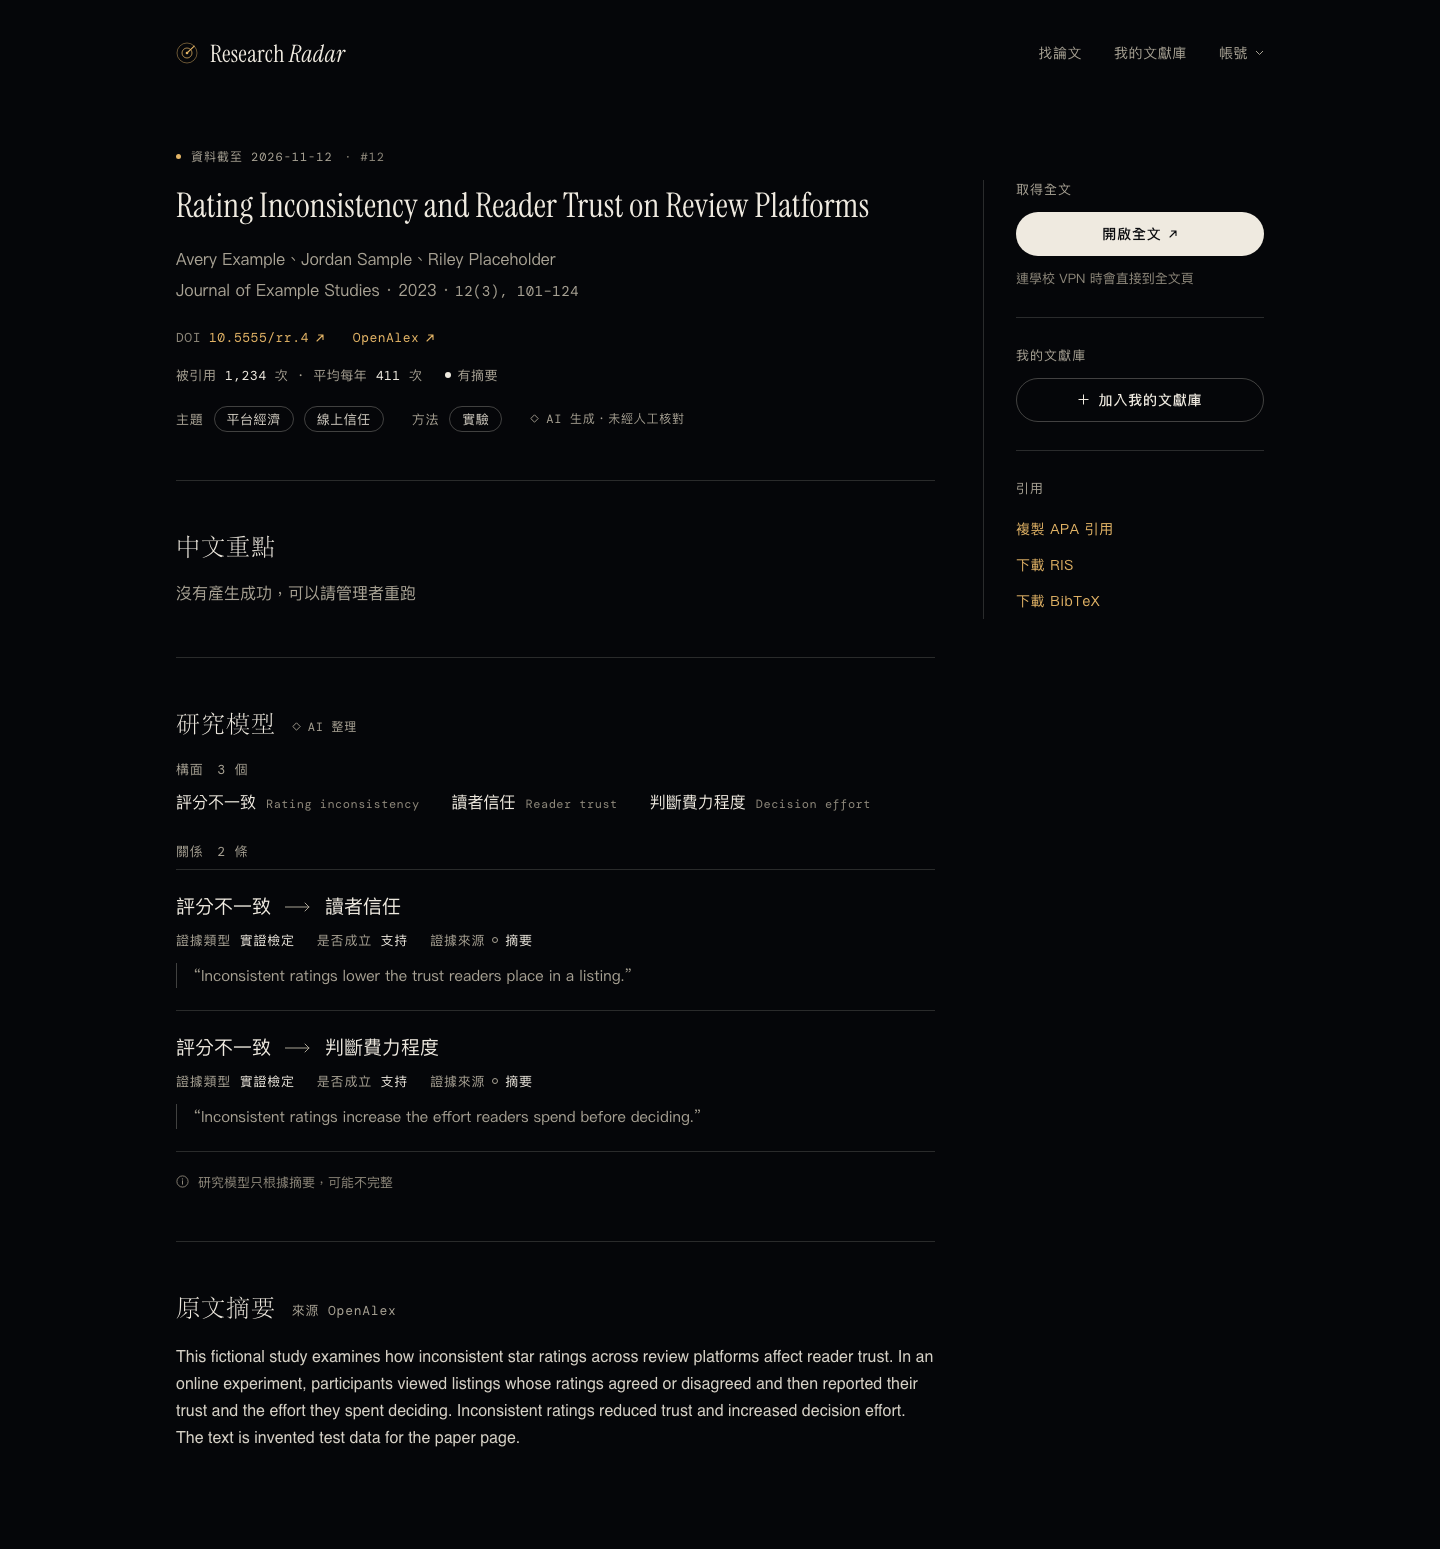 Research Radar
找論文 我的文獻庫 帳號
資料截至 2026-11-12 · #12
Rating Inconsistency and Reader Trust on Review Platforms
Avery Example、Jordan Sample、Riley Placeholder
Journal of Example Studies · 2023 · 12(3), 101-124
DOI 10.5555/rr.4 ↗ OpenAlex ↗
被引用 1,234 次 · 平均每年 411 次 有摘要
主題 平台經濟 線上信任 方法 實驗 ◇ AI 生成·未經人工核對
中文重點
沒有產生成功，可以請管理者重跑
研究模型 ◇ AI 整理
構面 3 個
評分不一致 Rating inconsistency 讀者信任 Reader trust 判斷費力程度 Decision effort
關係 2 條
評分不一致 → 讀者信任
證據類型 實證檢定 是否成立 支持 證據來源 ○ 摘要
“Inconsistent ratings lower the trust readers place in a listing.”
評分不一致 → 判斷費力程度
證據類型 實證檢定 是否成立 支持 證據來源 ○ 摘要
“Inconsistent ratings increase the effort readers spend before deciding.”
研究模型只根據摘要，可能不完整
原文摘要 來源 OpenAlex
This fictional study examines how inconsistent star ratings across review platforms affect reader trust. In an
online experiment, participants viewed listings whose ratings agreed or disagreed and then reported their
trust and the effort they spent deciding. Inconsistent ratings reduced trust and increased decision effort.
The text is invented test data for the paper page.
取得全文
開啟全文 ↗
連學校 VPN 時會直接到全文頁
我的文獻庫
＋ 加入我的文獻庫
引用
複製 APA 引用
下載 RIS
下載 BibTeX